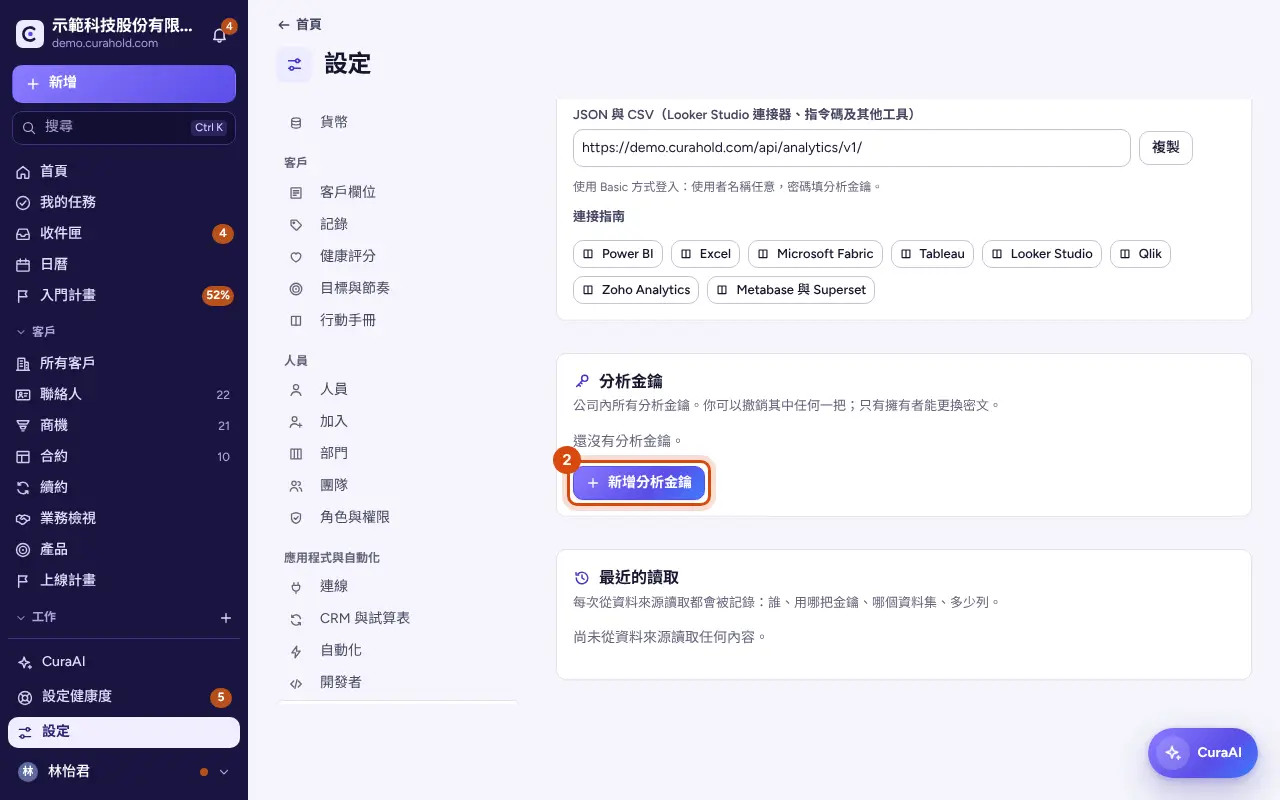 示範科技股份有限...
demo.curahold.com
4
新增
搜尋
Ctrl K
首頁
我的任務
收件匣
4
日曆
入門計畫
52%
客戶
所有客戶
聯絡人
22
商機
21
合約
10
續約
業務檢視
產品
上線計畫
工作
CuraAI
設定健康度
5
設定
林
林怡君
首頁
設定
貨幣
客戶
客戶欄位
記錄
健康評分
目標與節奏
行動手冊
人員
人員
加入
部門
團隊
角色與權限
應用程式與自動化
連線
CRM 與試算表
自動化
開發者
JSON 與 CSV（Looker Studio 連接器、指令碼及其他工具）
https://demo.curahold.com/api/analytics/v1/
複製
使用 Basic 方式登入：使用者名稱任意，密碼填分析金鑰。
連接指南
Power BI
Excel
Microsoft Fabric
Tableau
Looker Studio
Qlik
Zoho Analytics
Metabase 與 Superset
分析金鑰
公司內所有分析金鑰。你可以撤銷其中任何一把；只有擁有者能更換密文。
還沒有分析金鑰。
2
新增分析金鑰
最近的讀取
每次從資料來源讀取都會被記錄：誰、用哪把金鑰、哪個資料集、多少列。
尚未從資料來源讀取任何內容。
CuraAI